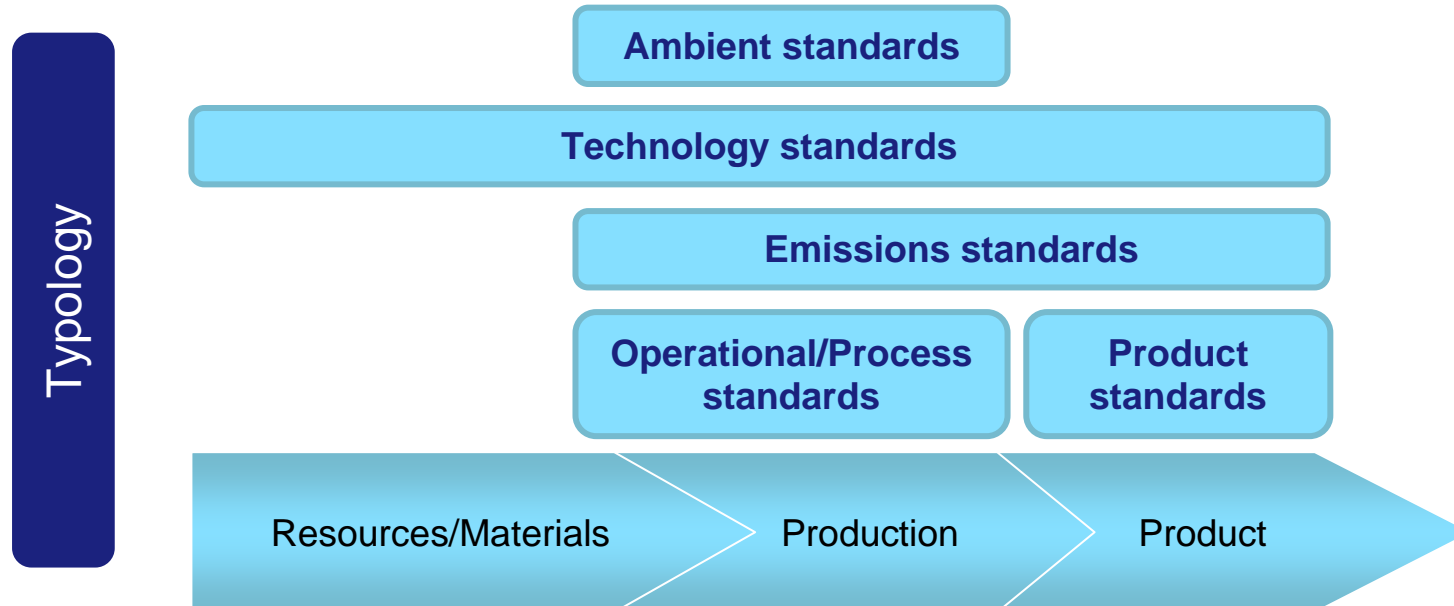 Typology
Ambient standards
Technology standards
Emissions standards
Operational/Process
standards
Product
standards
Resources/Materials
Production
Product